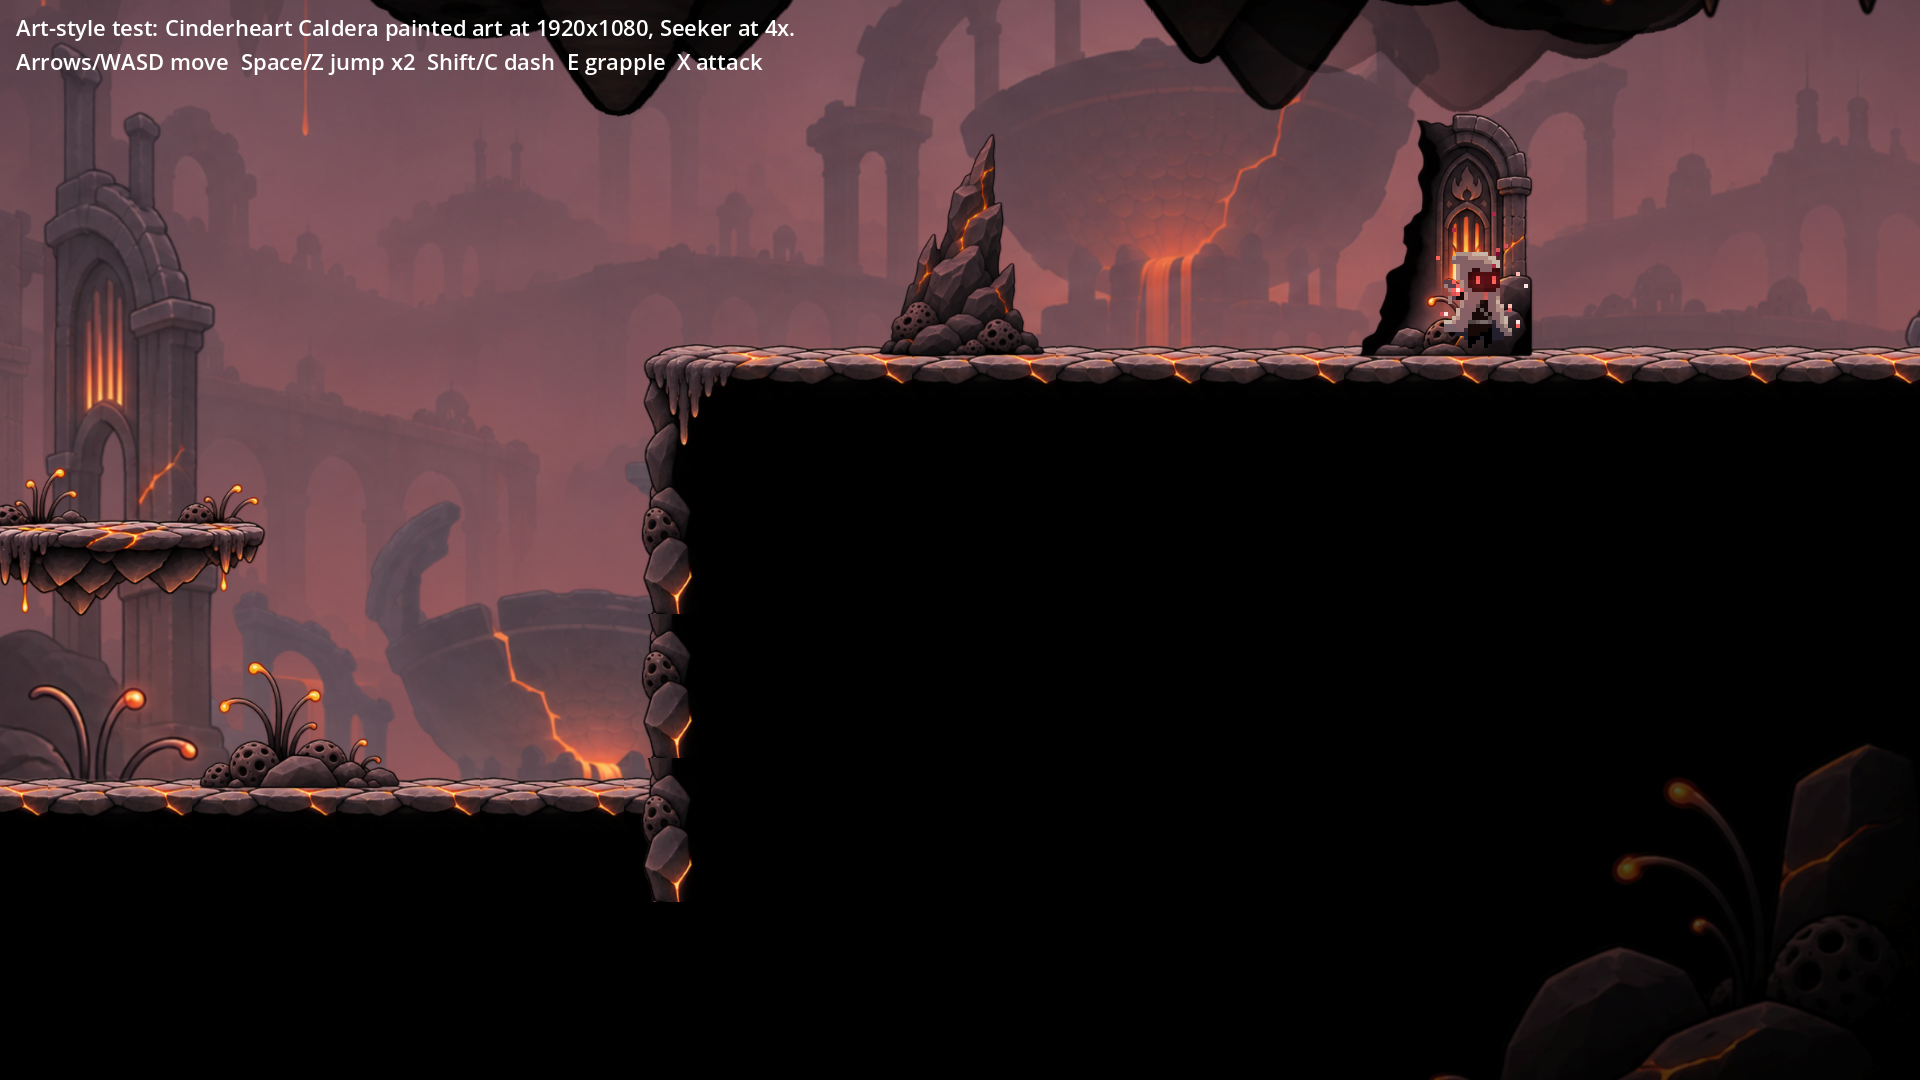 Art-style test: Cinderheart Caldera painted art at 1920x1080, Seeker at 4x.
Arrows/WASD move  Space/Z jump x2  Shift/C dash  E grapple  X attack